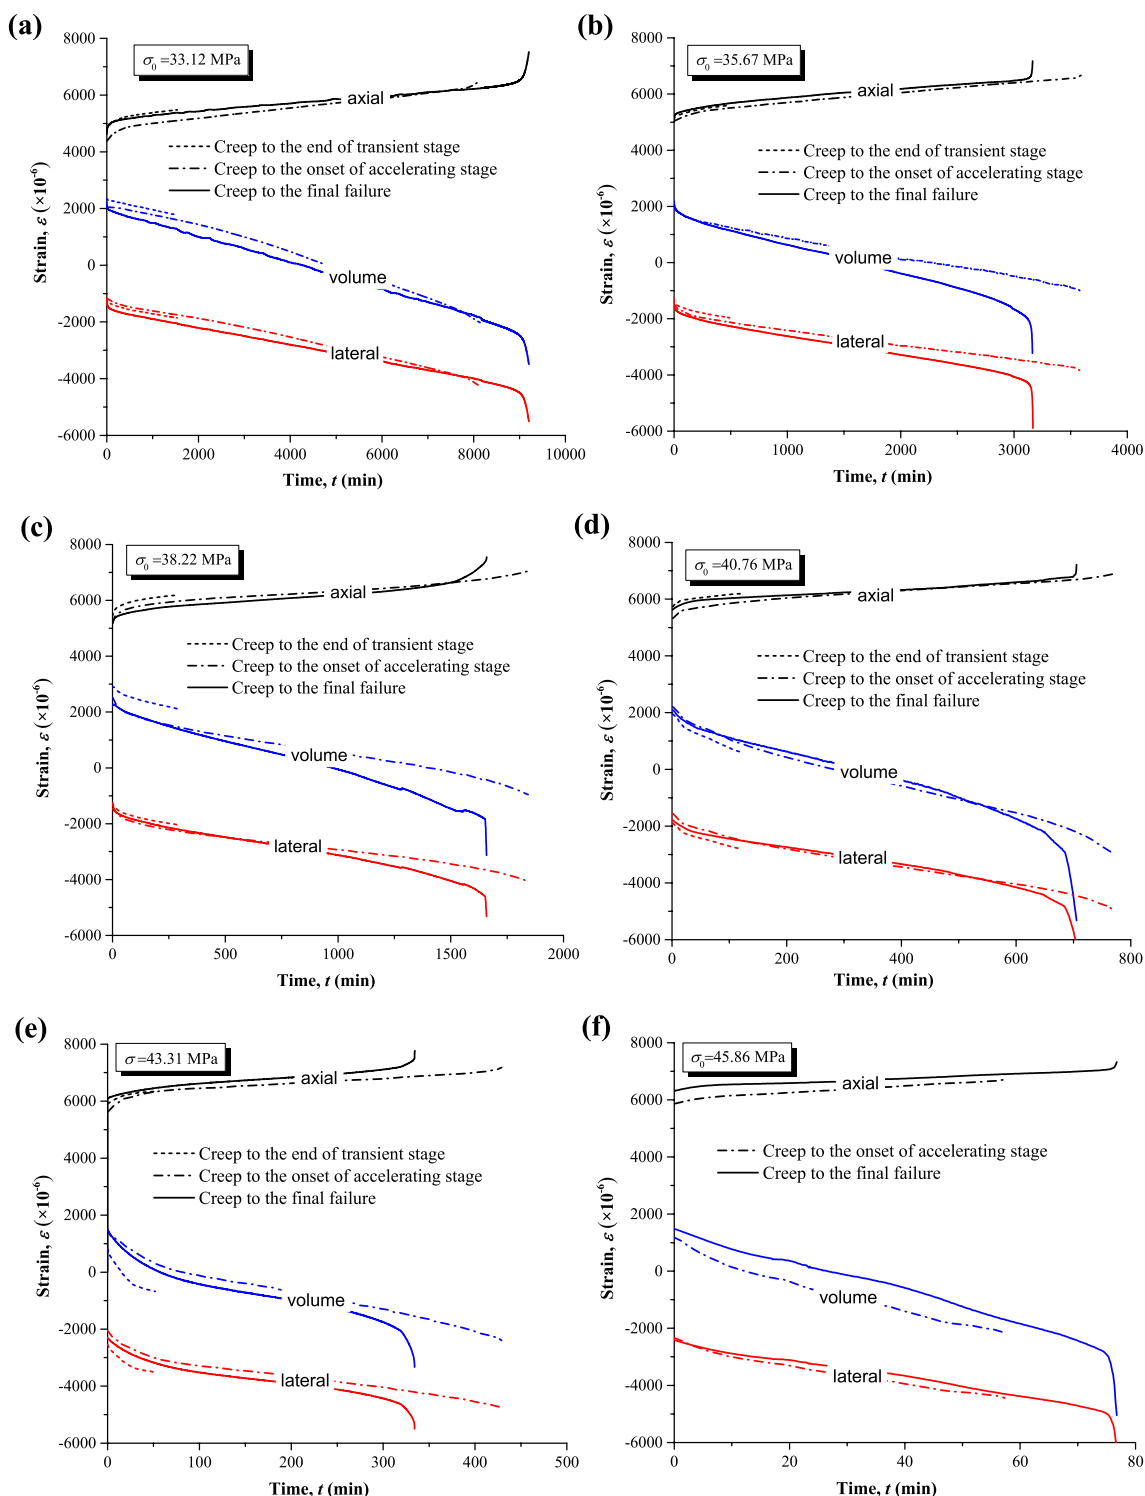 (a)
σ0 =33.12 MPa
8000
6000
4000
2000
0
-2000
-4000
-6000
Strain, ε (×10-6)
axial
Creep to the end of transient stage
Creep to the onset of accelerating stage
Creep to the final failure
volume
lateral
0 2000 4000 6000 8000 10000
Time, t (min)
(b)
σ0 =35.67 MPa
8000
6000
4000
2000
0
-2000
-4000
-6000
Strain, ε (×10-6)
axial
Creep to the end of transient stage
Creep to the onset of accelerating stage
Creep to the final failure
volume
lateral
0 1000 2000 3000 4000
Time, t (min)
(c)
σ0 =38.22 MPa
8000
6000
4000
2000
0
-2000
-4000
-6000
Strain, ε (×10-6)
axial
Creep to the end of transient stage
Creep to the onset of accelerating stage
Creep to the final failure
volume
lateral
0 500 1000 1500 2000
Time, t (min)
(d)
σ0 =40.76 MPa
8000
6000
4000
2000
0
-2000
-4000
-6000
Strain, ε (×10-6)
axial
Creep to the end of transient stage
Creep to the onset of accelerating stage
Creep to the final failure
volume
lateral
0 200 400 600 800
Time, t (min)
(e)
σ=43.31 MPa
8000
6000
4000
2000
0
-2000
-4000
-6000
Strain, ε (×10-6)
axial
Creep to the end of transient stage
Creep to the onset of accelerating stage
Creep to the final failure
volume
lateral
0 100 200 300 400 500
Time, t (min)
(f)
σ0 =45.86 MPa
8000
6000
4000
2000
0
-2000
-4000
-6000
Strain, ε (×10-6)
axial
Creep to the onset of accelerating stage
Creep to the final failure
volume
lateral
0 20 40 60 80
Time, t (min)